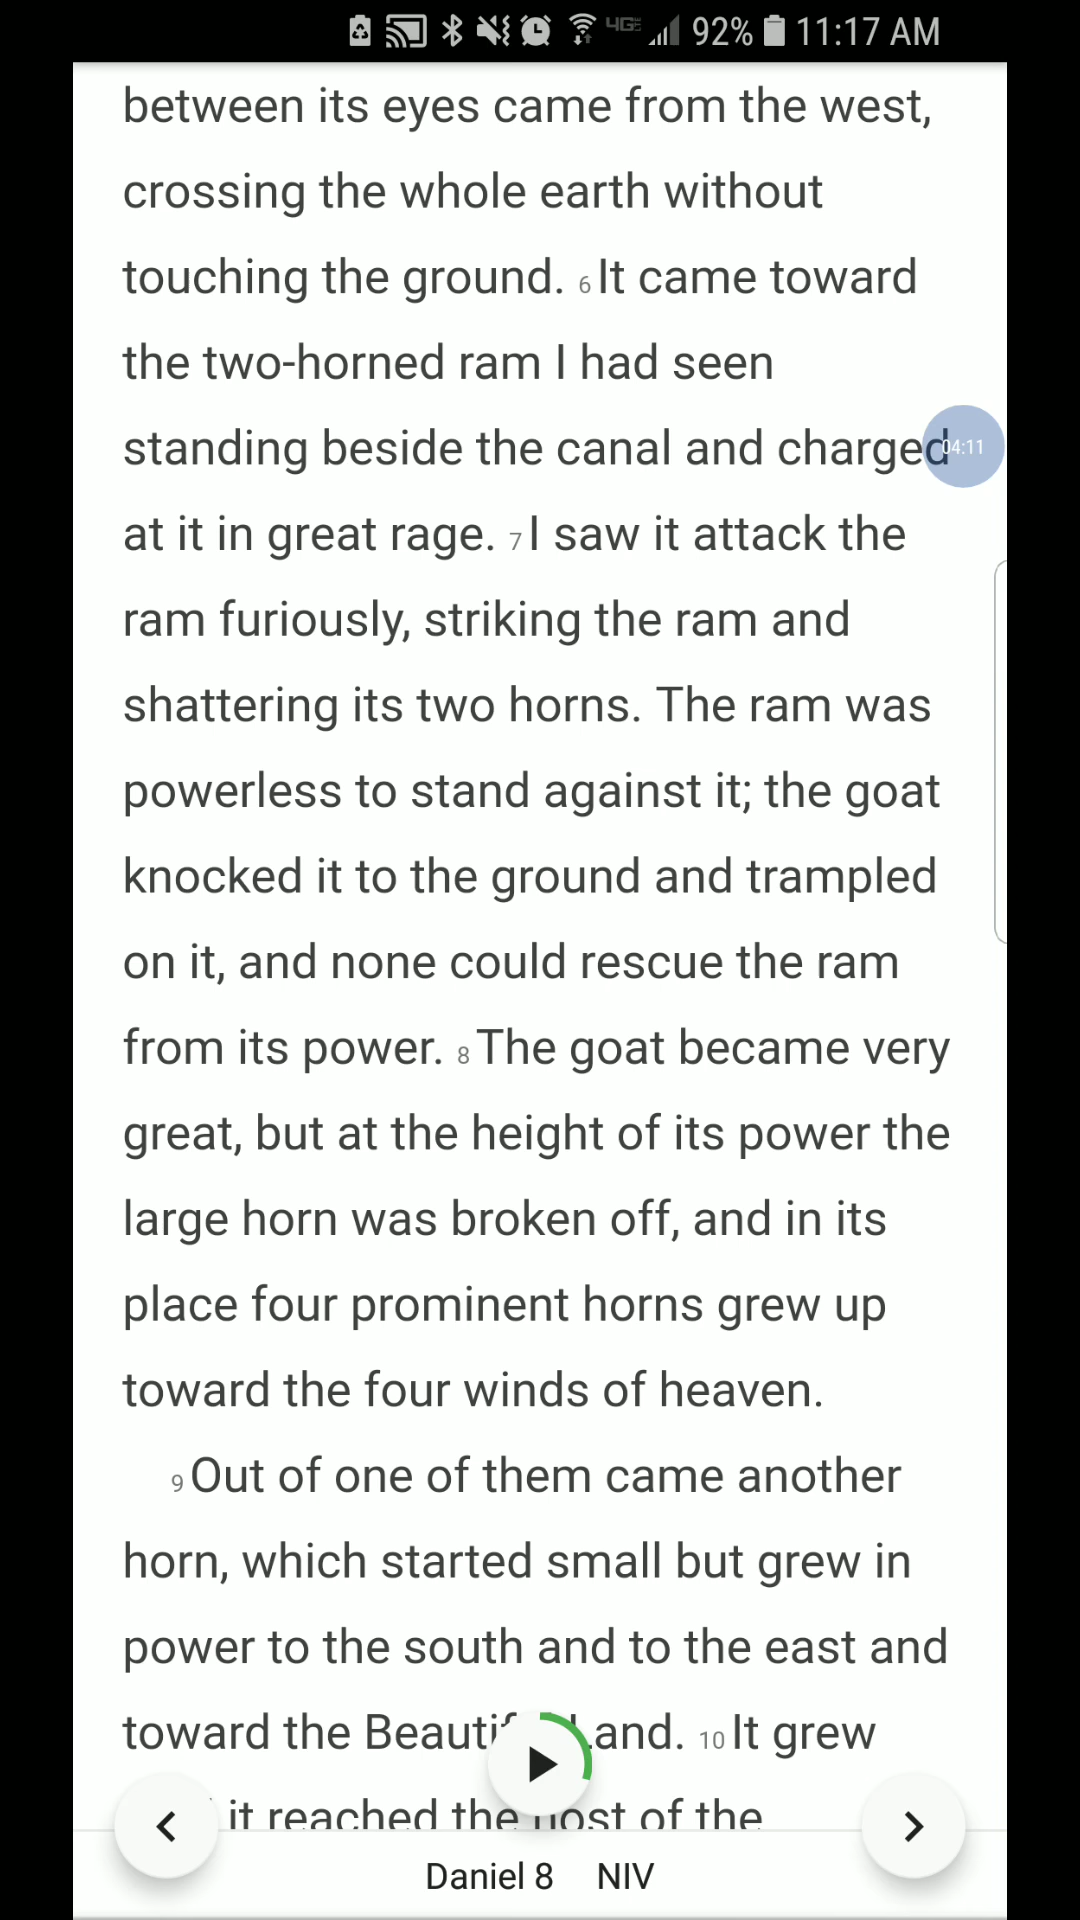 4G LTE 92% 11:17 AM
between its eyes came from the west,
crossing the whole earth without
touching the ground. 6 It came toward
the two-horned ram I had seen
standing beside the canal and charged
04:11
at it in great rage. 7 I saw it attack the
ram furiously, striking the ram and
shattering its two horns. The ram was
powerless to stand against it; the goat
knocked it to the ground and trampled
on it, and none could rescue the ram
from its power. 8 The goat became very
great, but at the height of its power the
large horn was broken off, and in its
place four prominent horns grew up
toward the four winds of heaven.
9 Out of one of them came another
horn, which started small but grew in
power to the south and to the east and
toward the Land. 10 It grew
it reached the host of the
Daniel 8 NIV